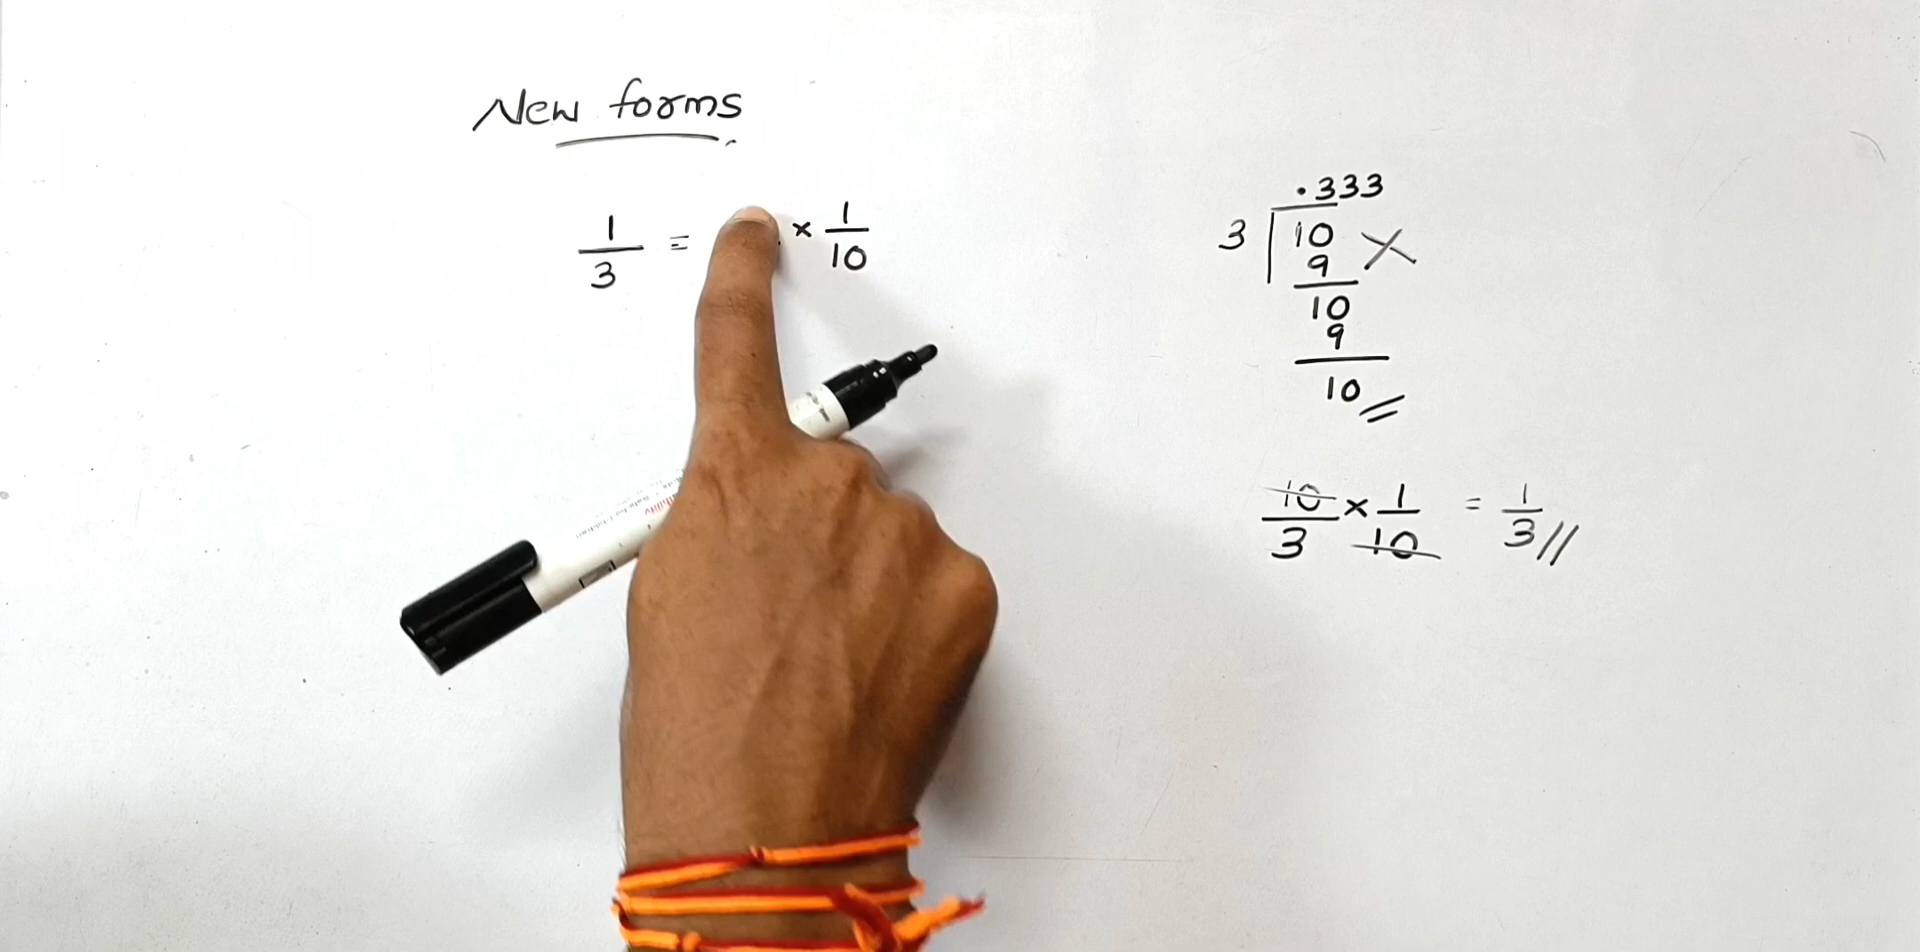 New forms
1/3 = × 1/10
.333
3 | 10 ×
9
10
9
10 //
10/3 × 1/10 = 1/3 //